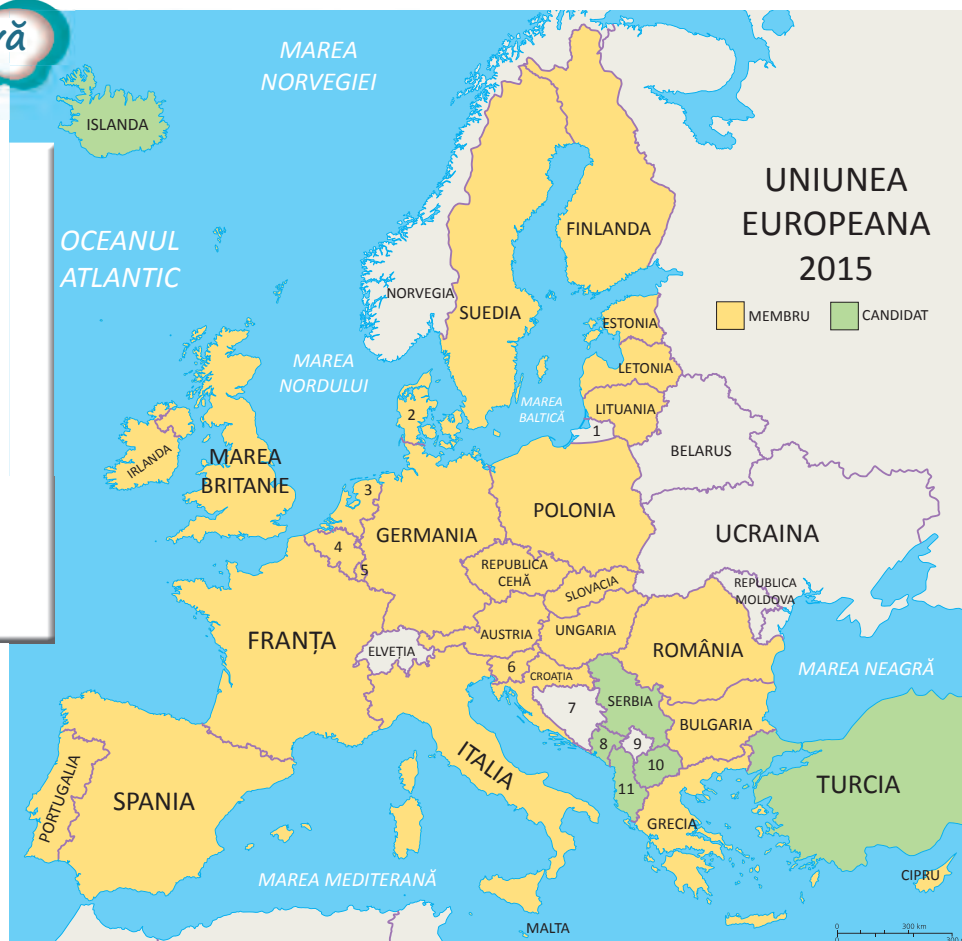 ă
MAREA
NORVEGIEI
ISLANDA
UNIUNEA
EUROPEANA
2015
MEMBRU
CANDIDAT
OCEANUL
ATLANTIC
FINLANDA
NORVEGIA
SUEDIA
ESTONIA
MAREA
NORDULUI
LETONIA
MAREA
BALTICĂ
LITUANIA
2
1
IRLANDA
MAREA
BRITANIE
BELARUS
3
POLONIA
GERMANIA
UCRAINA
4
5
REPUBLICA
CEHĂ
SLOVACIA
REPUBLICA
MOLDOVA
FRANȚA
AUSTRIA
UNGARIA
ELVEȚIA
ROMÂNIA
6
CROAȚIA
MAREA NEAGRĂ
7
SERBIA
BULGARIA
8
9
10
11
ITALIA
PORTUGALIA
SPANIA
TURCIA
GRECIA
CIPRU
MAREA MEDITERANĂ
MALTA
0
300 km
0